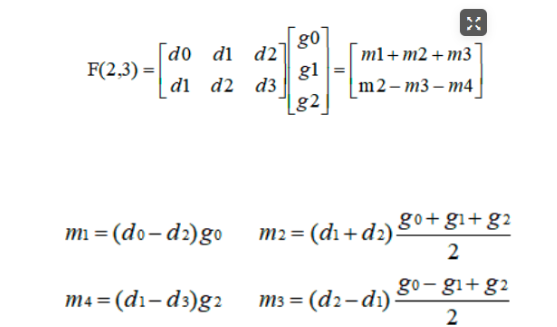 F(2,3) = [d0 d1 d2; d1 d2 d3] [g0; g1; g2] = [m1 + m2 + m3; m2 − m3 − m4]
m1 = (d0 − d2)g0 m2 = (d1 + d2) (g0 + g1 + g2)/2
m4 = (d1 − d3)g2 m3 = (d2 − d1) (g0 − g1 + g2)/2